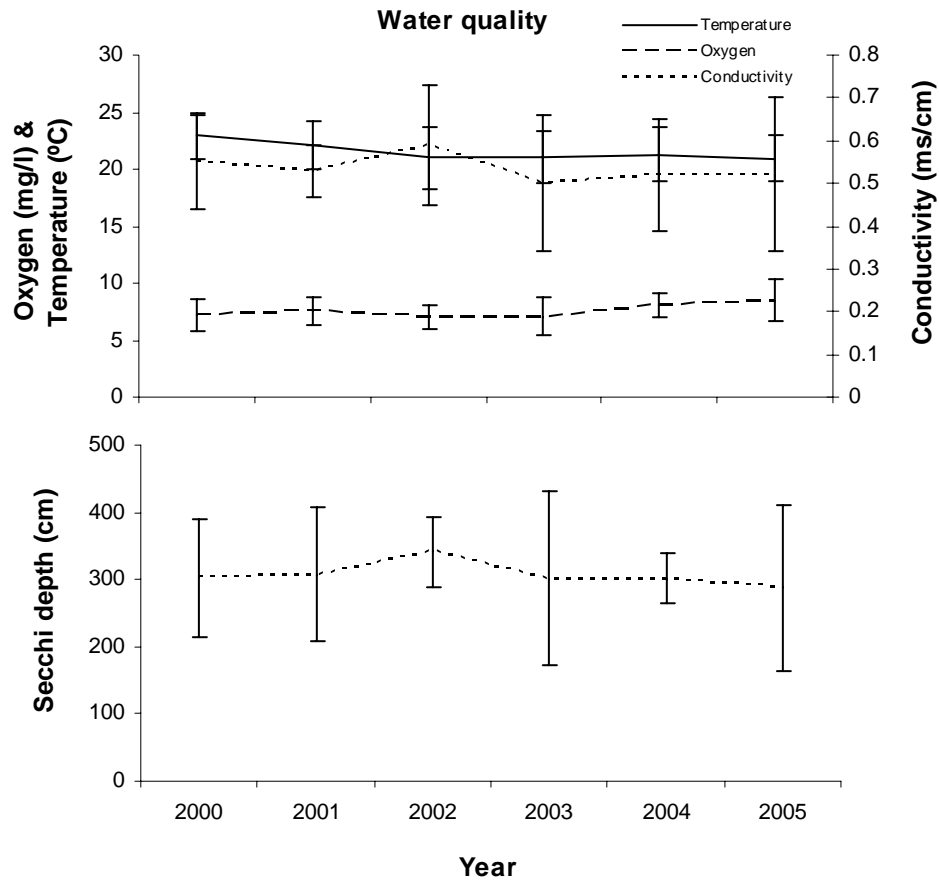 Water quality
Temperature
Oxygen
Conductivity
Oxygen (mg/l) &
Temperature (ºC)
30
25
20
15
10
5
0
0.8
0.7
0.6
0.5
0.4
0.3
0.2
0.1
0
Conductivity (ms/cm)
Secchi depth (cm)
500
400
300
200
100
0
2000 2001 2002 2003 2004 2005
Year